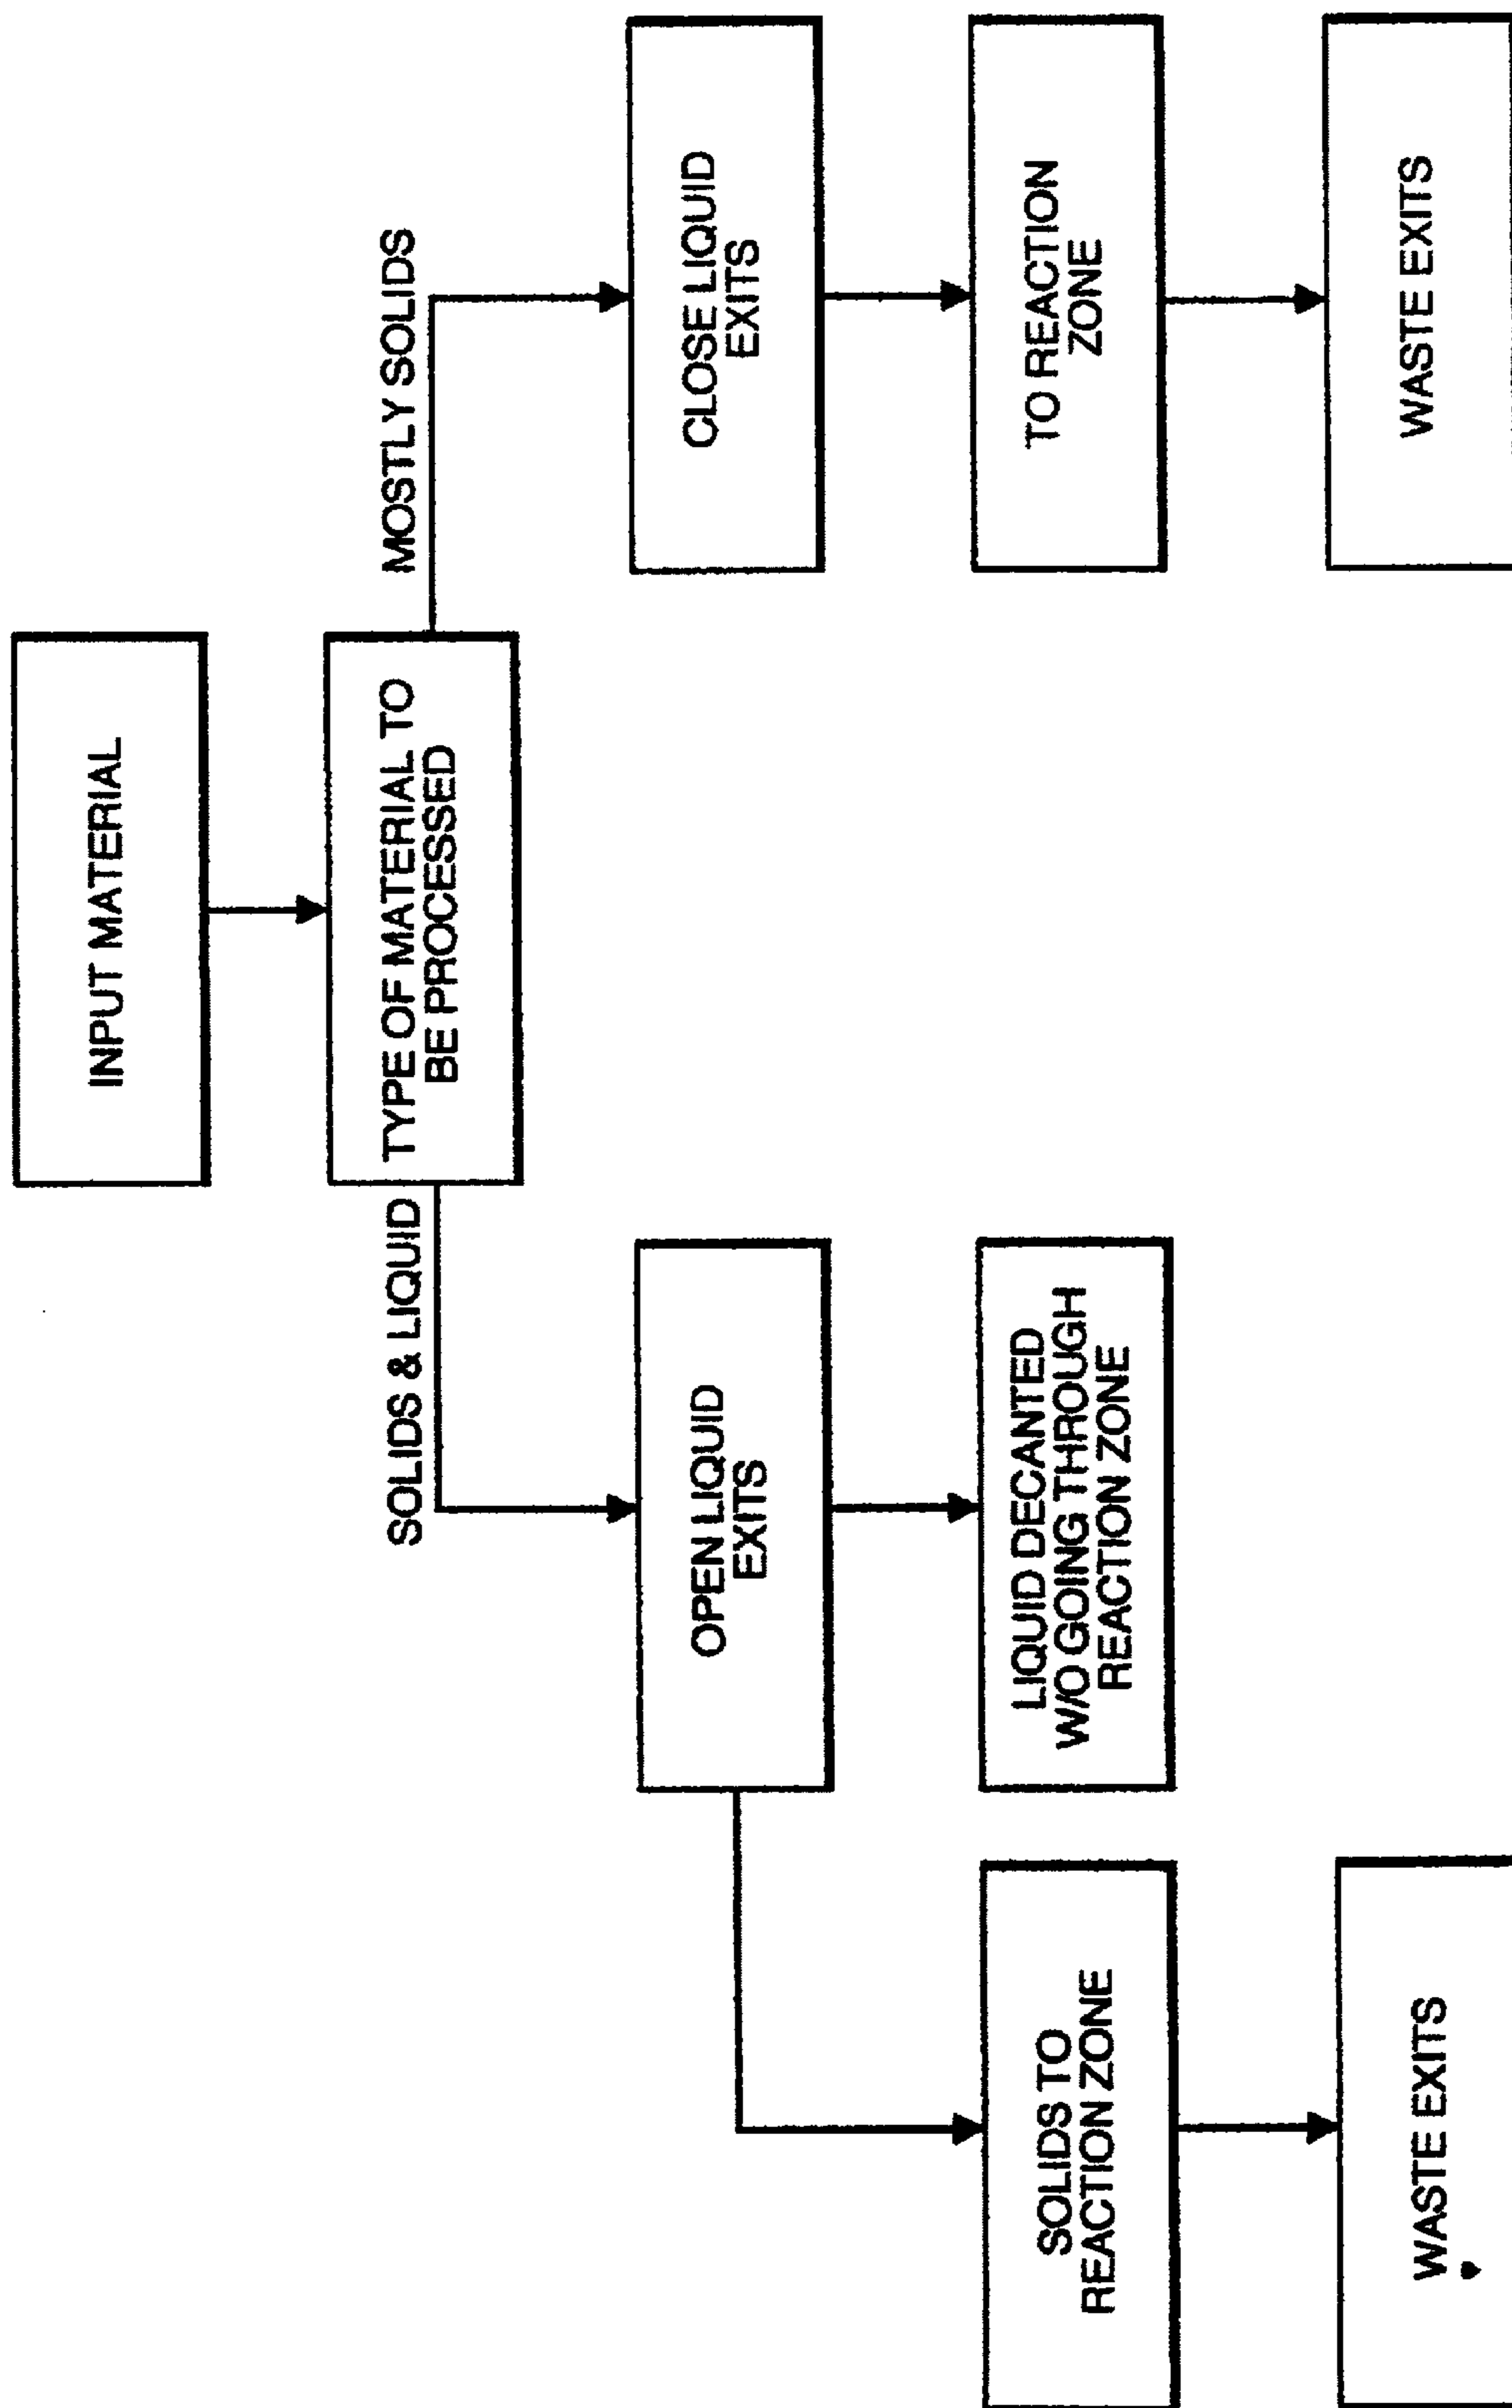 INPUT MATERIAL
TYPE OF MATERIAL TO
BE PROCESSED
SOLIDS & LIQUID
MOSTLY SOLIDS
OPEN LIQUID
EXITS
CLOSE LIQUID
EXITS
SOLIDS TO
REACTION ZONE
LIQUID DECANTED
W/O GOING THROUGH
REACTION ZONE
TO REACTION
ZONE
WASTE EXITS
WASTE EXITS